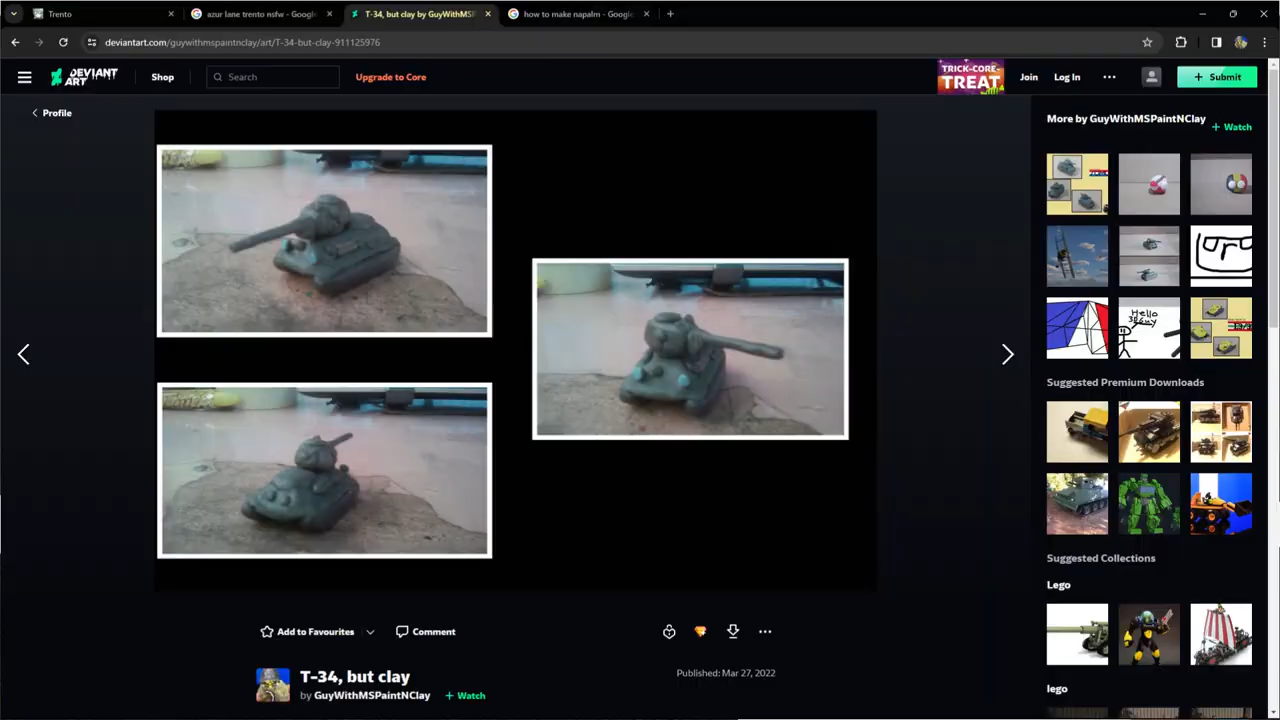 Trento
azur lane trento nsfw - Google
T-34, but clay by GuyWithMSP
how to make napalm - Google
deviantart.com/guywithmspaintnclay/art/T-34-but-clay-911125976
DEVIANT ART
Shop
Search
Upgrade to Core
TRICK-CORE-TREAT
Join
Log In
Submit
Profile
More by GuyWithMSPaintNClay
+ Watch
Hello
Suggested Premium Downloads
Suggested Collections
Lego
lego
Add to Favourites
Comment
T-34, but clay
by GuyWithMSPaintNClay
+ Watch
Published: Mar 27, 2022